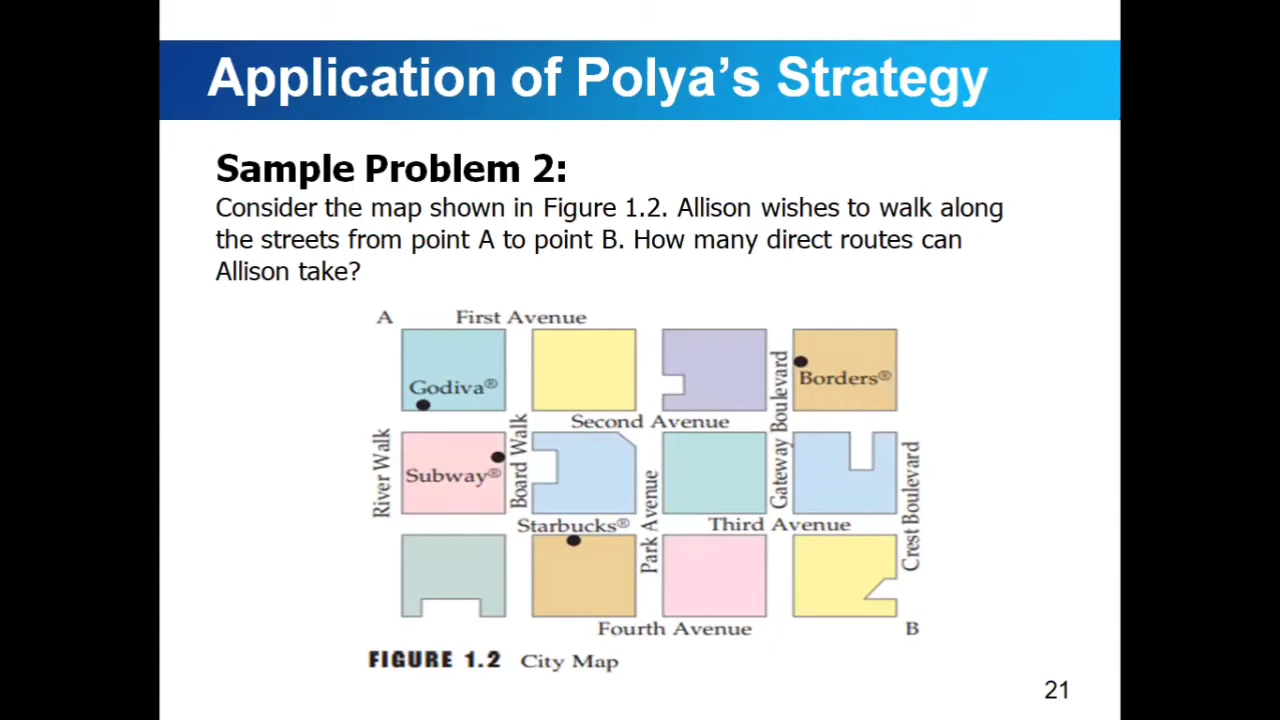 Application of Polya's Strategy
Sample Problem 2:
Consider the map shown in Figure 1.2. Allison wishes to walk along
the streets from point A to point B. How many direct routes can
Allison take?
A
First Avenue
Godiva®
Gateway Boulevard
Borders®
Second Avenue
River Walk
Subway®
Board Walk
Park Avenue
Crest Boulevard
Starbucks®
Third Avenue
Fourth Avenue
B
FIGURE 1.2 City Map
21